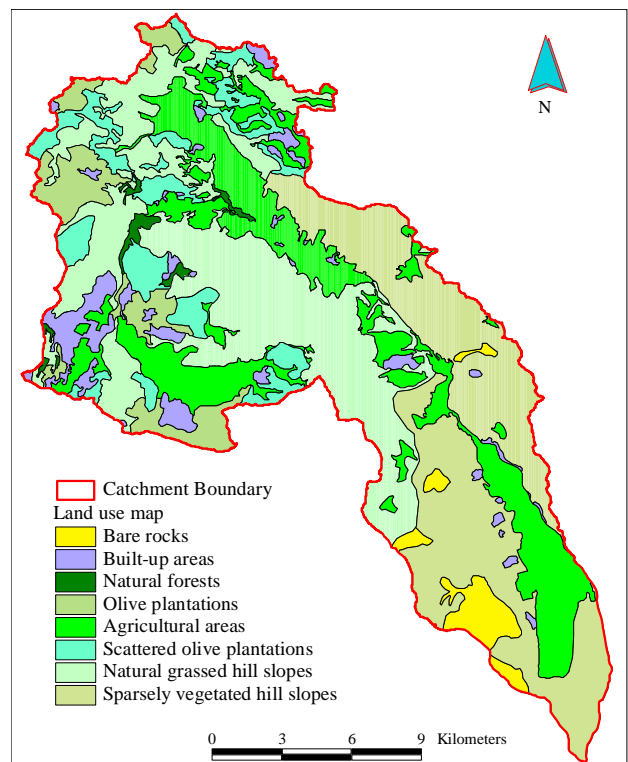 N
Catchment Boundary
Land use map
Bare rocks
Built-up areas
Natural forests
Olive plantations
Agricultural areas
Scattered olive plantations
Natural grassed hill slopes
Sparsely vegetated hill slopes
0 3 6 9 Kilometers